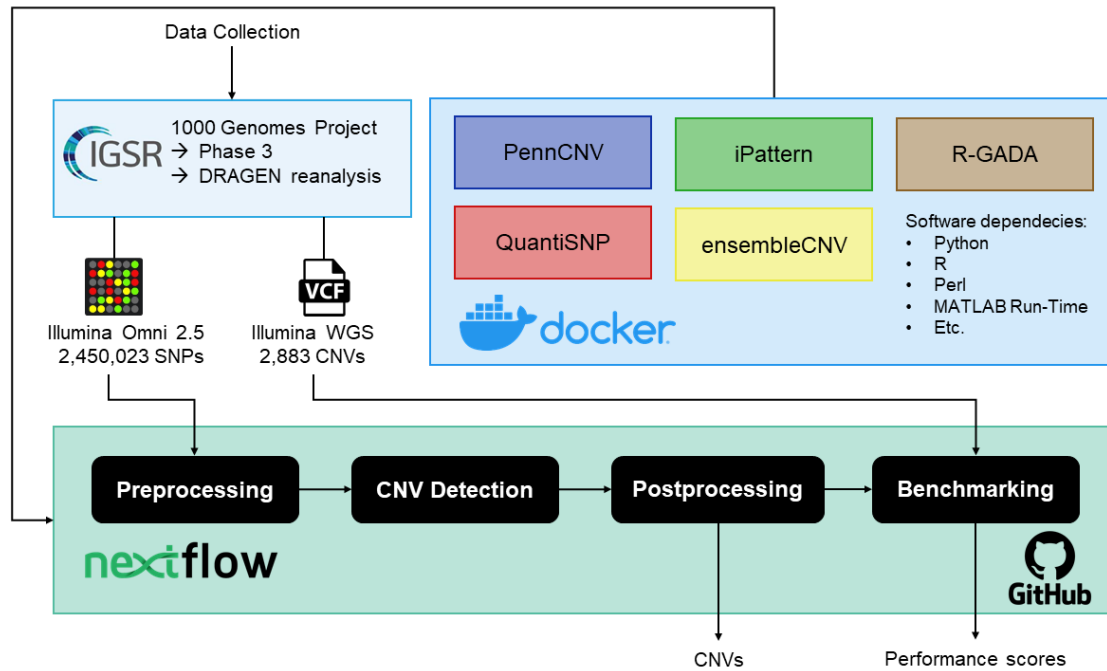 Data Collection
IGSR
1000 Genomes Project
→ Phase 3
→ DRAGEN reanalysis
PennCNV
iPattern
R-GADA
QuantiSNP
ensembleCNV
Software dependecies:
• Python
• R
• Perl
• MATLAB Run-Time
• Etc.
docker
VCF
Illumina Omni 2.5
2,450,023 SNPs
Illumina WGS
2,883 CNVs
Preprocessing
CNV Detection
Postprocessing
Benchmarking
nextflow
GitHub
CNVs
Performance scores